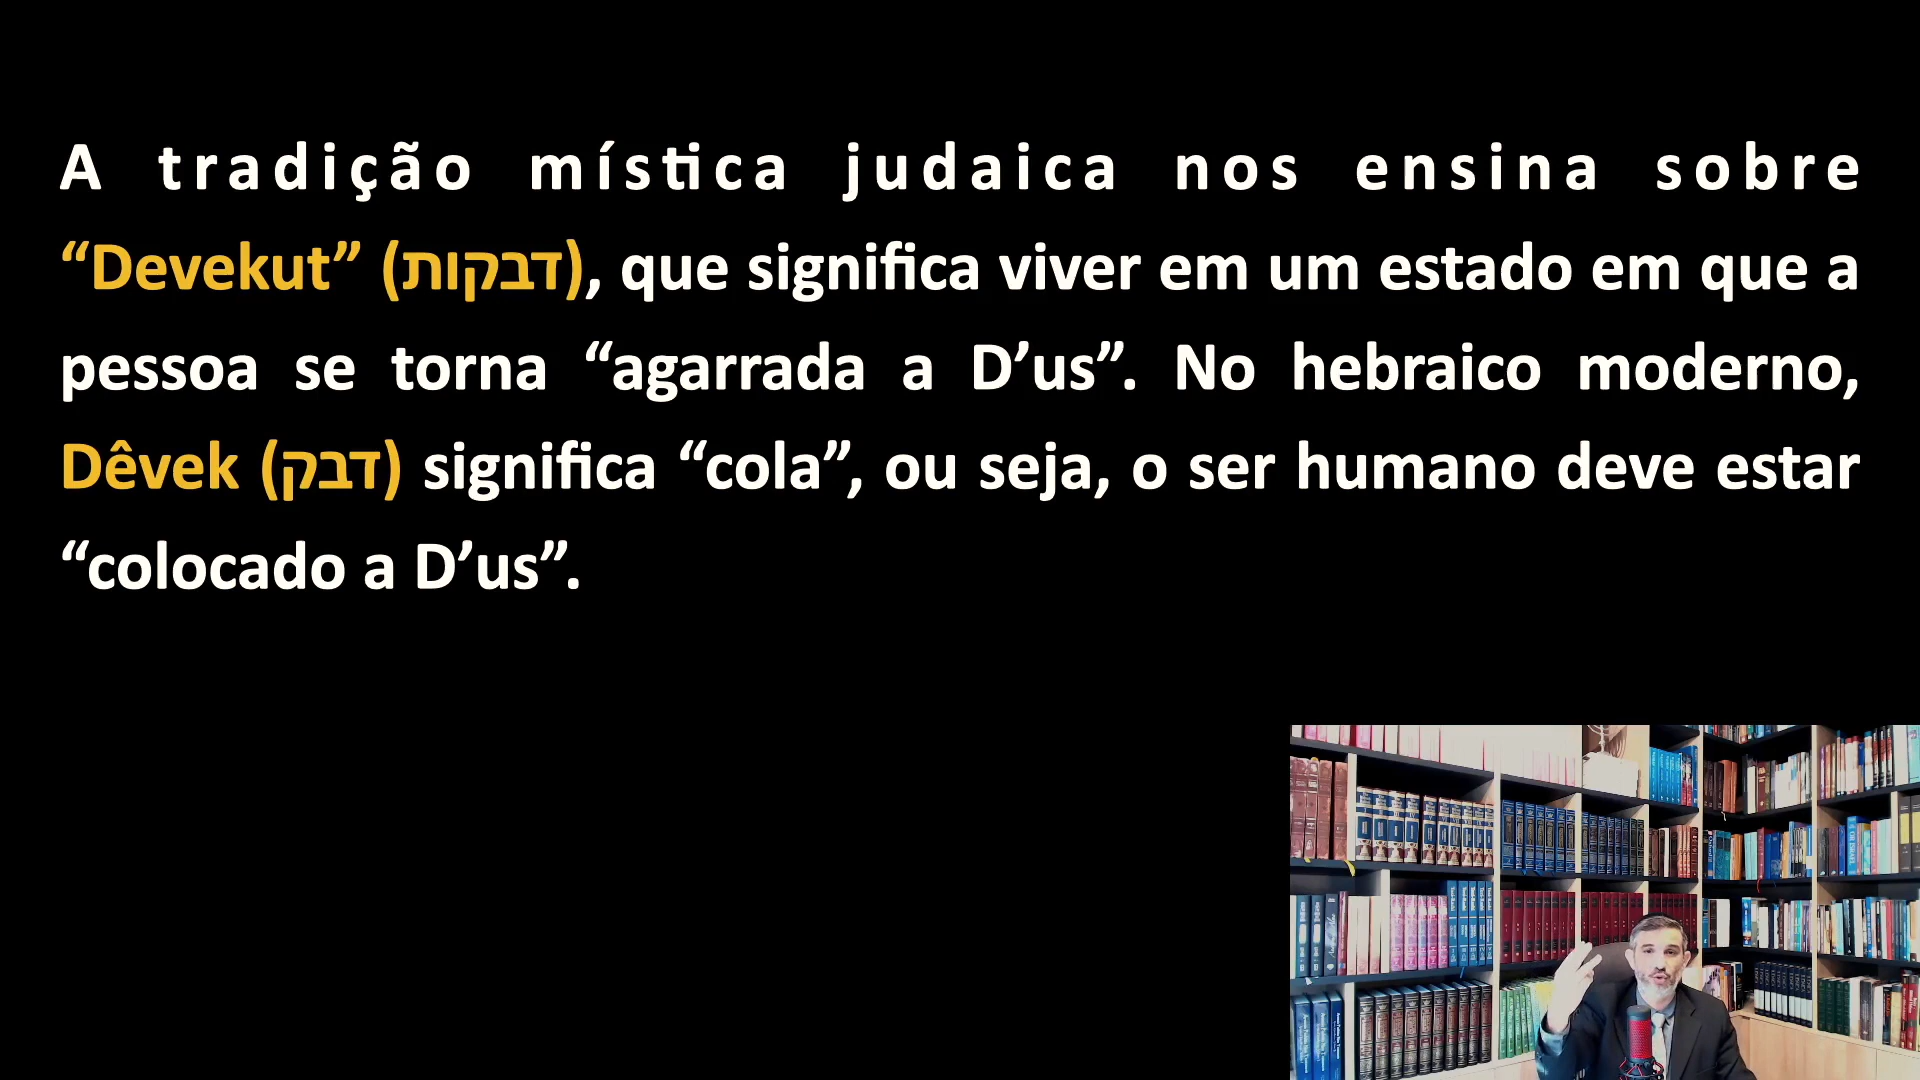 A tradição mística judaica nos ensina sobre
“Devekut” (דבקות), que significa viver em um estado em que a
pessoa se torna “agarrada a D’us”. No hebraico moderno,
Dêvek (דבק) significa “cola”, ou seja, o ser humano deve estar
“colocado a D’us”.